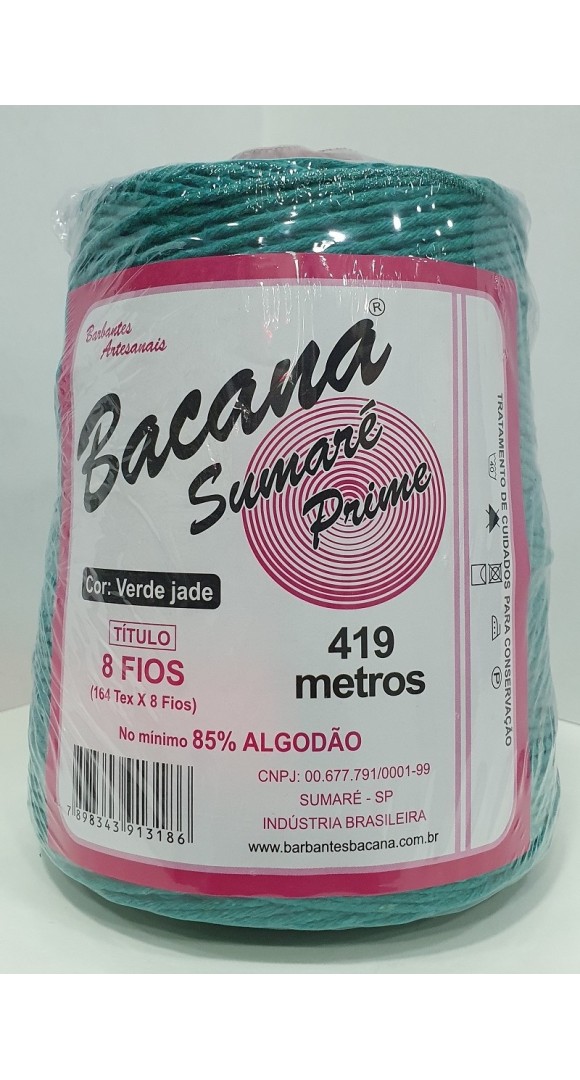 Barbantes
Artesanais
Bacana®
Sumaré
Prime
Cor: Verde jade
TÍTULO
8 FIOS
(164 Tex X 8 Fios)
419
metros
No mínimo 85% ALGODÃO
CNPJ: 00.677.791/0001-99
SUMARÉ - SP
INDÚSTRIA BRASILEIRA
www.barbantesbacana.com.br
7 898343 913186
TRATAMENTO DE CUIDADOS PARA CONSERVAÇÃO
40
P